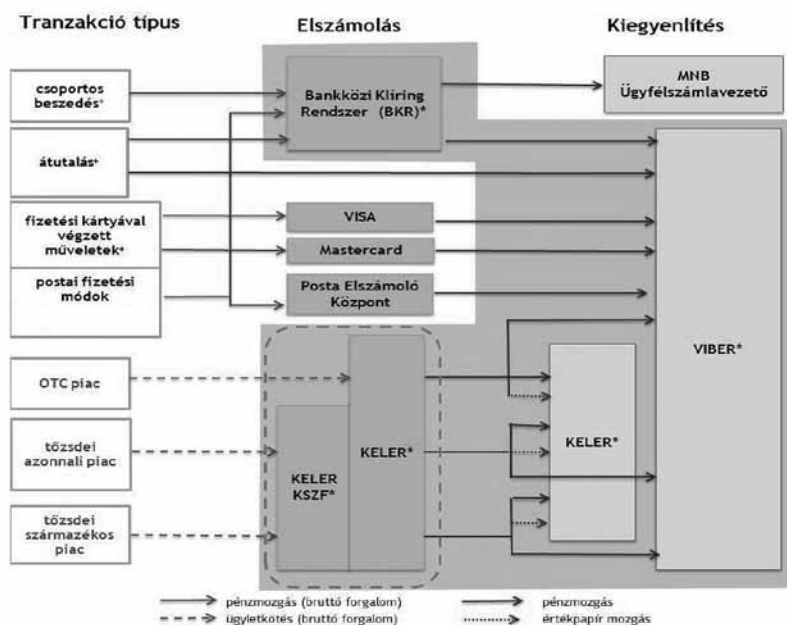 Tranzakció típus
Elszámolás
Kiegyenlítés
csoportos
beszedés⁺
Bankközi Klíring
Rendszer (BKR)*
MNB
Ügyfélszámlavezető
átutalás⁺
fizetési kártyával
végzett
műveletek⁺
VISA
Mastercard
postai fizetési
módok
Posta Elszámoló
Központ
VIBER*
OTC piac
tőzsdei
azonnali piac
KELER*
KELER*
KELER
KSZF*
tőzsdei
származékos
piac
pénzmozgás (bruttó forgalom)
pénzmozgás
ügyletkötés (bruttó forgalom)
értékpapír mozgás